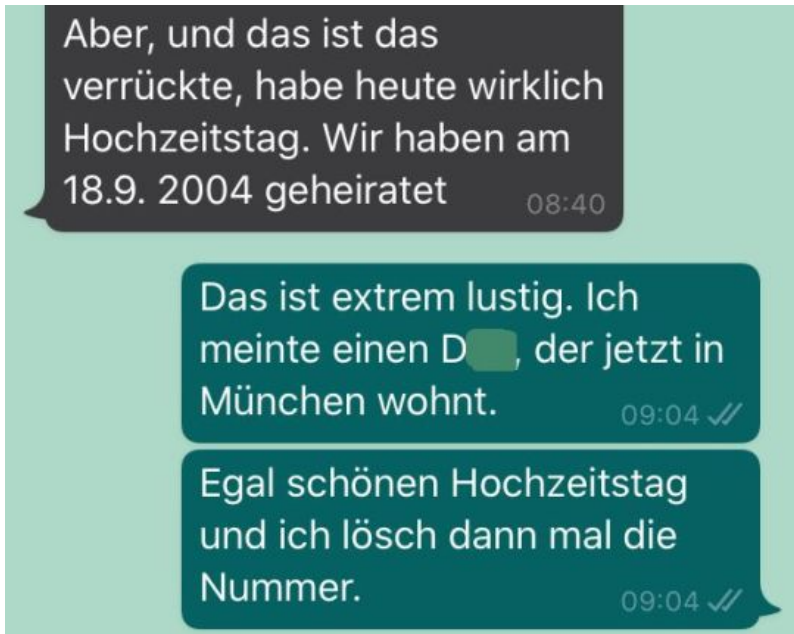 Aber, und das ist das
verrückte, habe heute wirklich
Hochzeitstag. Wir haben am
18.9. 2004 geheiratet
08:40
Das ist extrem lustig. Ich
meinte einen D , der jetzt in
München wohnt.
09:04
Egal schönen Hochzeitstag
und ich lösch dann mal die
Nummer.
09:04